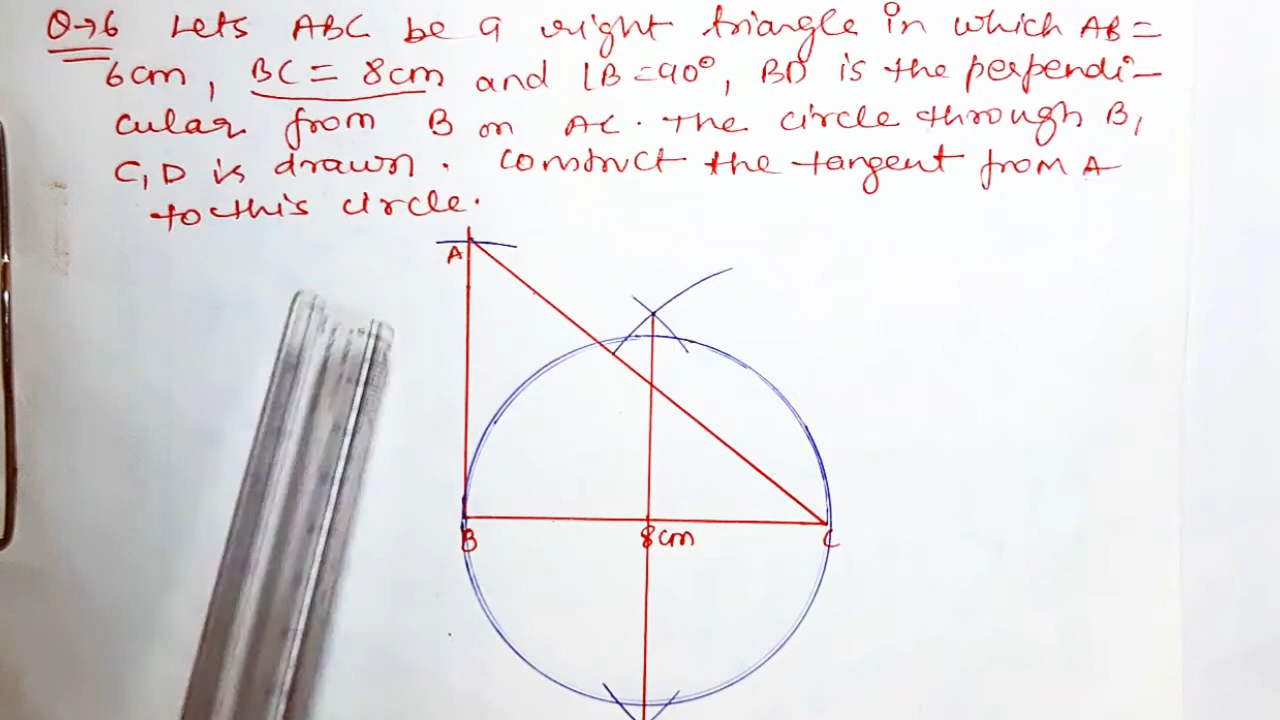 Q→6 Lets ABC be a right triangle in which AB =
6cm, BC = 8cm and ∠B = 90°, BD is the perpendi-
cular from B on AC. The circle through B,
C, D is drawn. Construct the tangent from A
to this circle.
A
B 8cm C